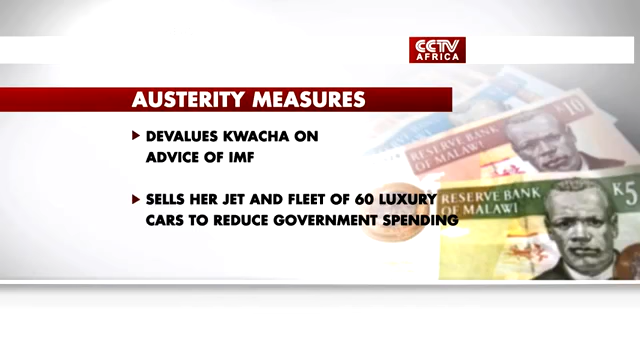 CCTV
AFRICA
AUSTERITY MEASURES
DEVALUES KWACHA ON
ADVICE OF IMF
SELLS HER JET AND FLEET OF 60 LUXURY
CARS TO REDUCE GOVERNMENT SPENDING
K10
RESERVE BANK
OF MALAWI
RESERVE BANK
OF MALAWI
K5